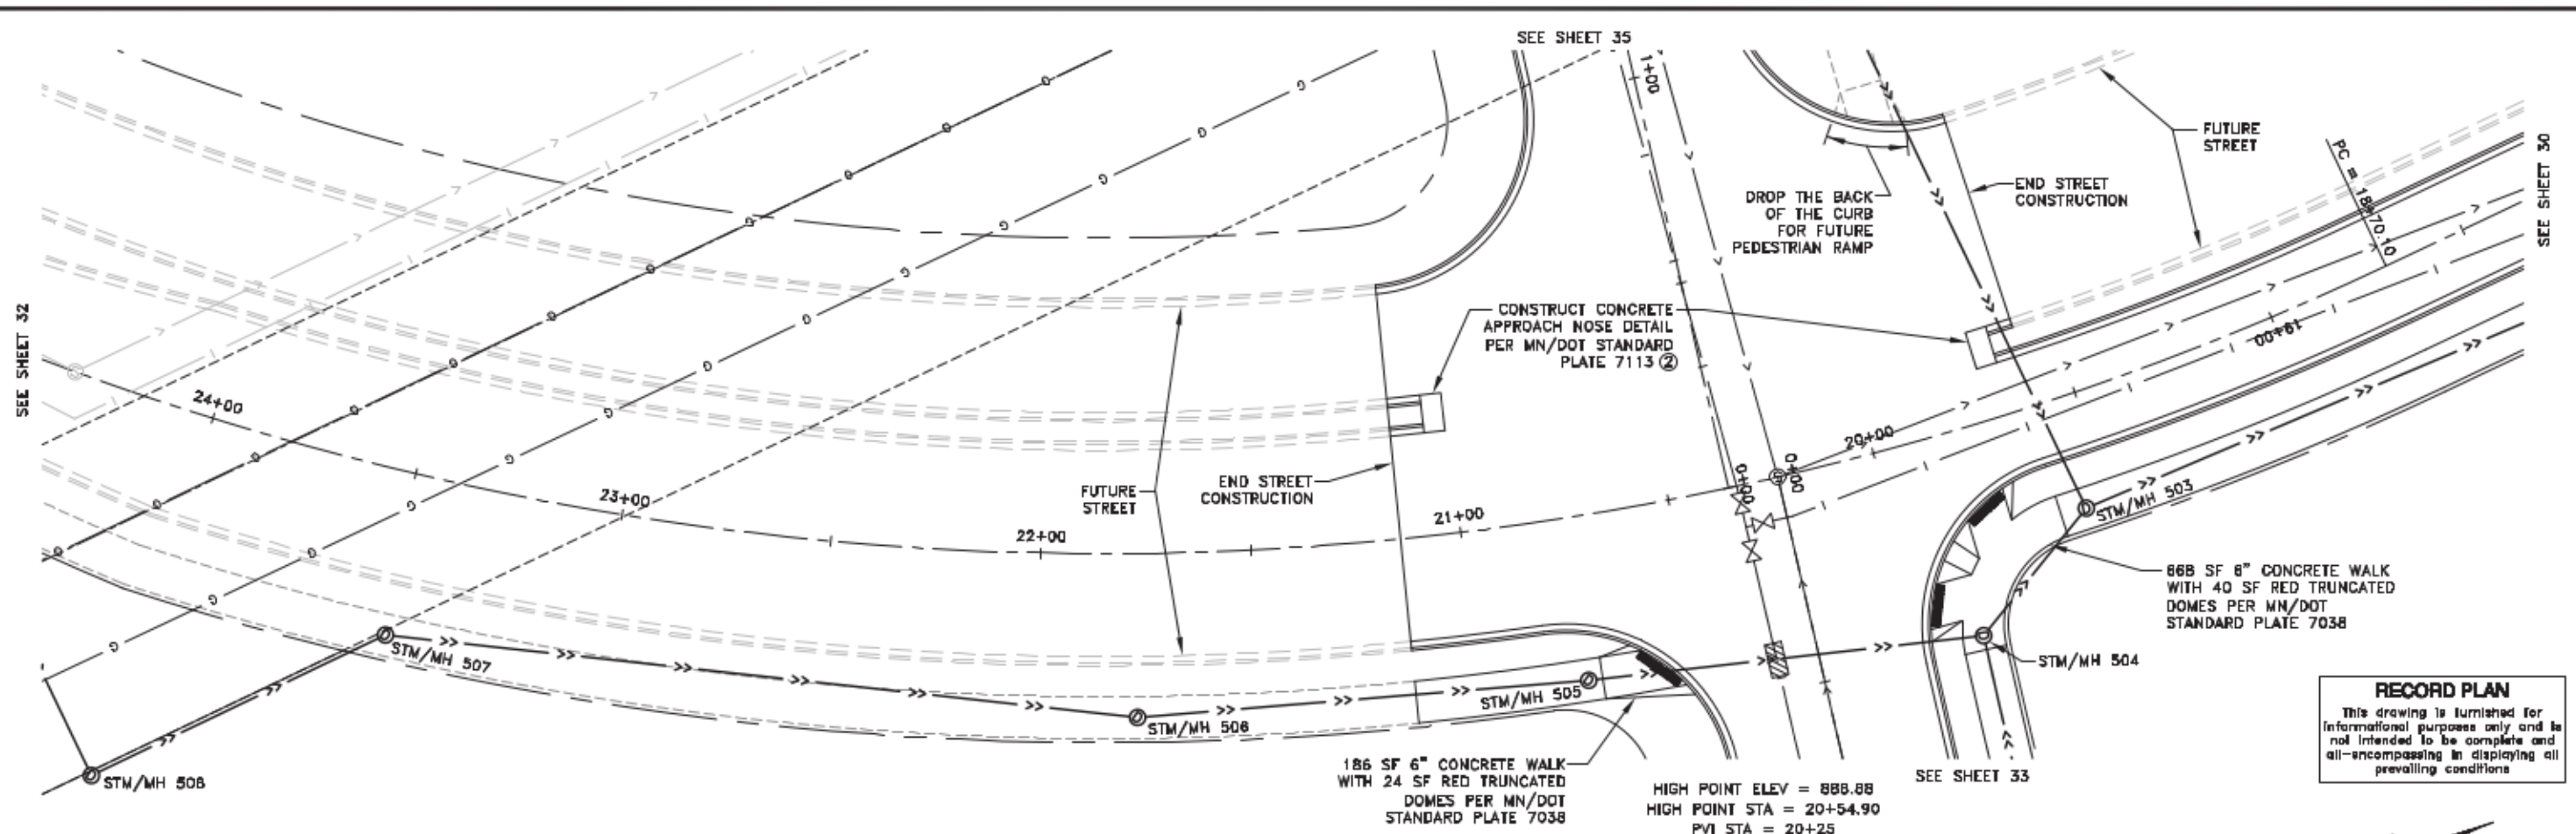 SEE SHEET 35
1+00
FUTURE
STREET
PC = 18+70.10
SEE SHEET 30
END STREET
CONSTRUCTION
DROP THE BACK
OF THE CURB
FOR FUTURE
PEDESTRIAN RAMP
SEE SHEET 32
CONSTRUCT CONCRETE
APPROACH NOSE DETAIL
PER MN/DOT STANDARD
PLATE 7113 ②
19+00
24+00
20+00
23+00
FUTURE
STREET
END STREET
CONSTRUCTION
0+00
0+00
21+00
22+00
STM/MH 503
668 SF 6" CONCRETE WALK
WITH 40 SF RED TRUNCATED
DOMES PER MN/DOT
STANDARD PLATE 7038
STM/MH 507
STM/MH 504
STM/MH 505
STM/MH 506
STM/MH 508
186 SF 6" CONCRETE WALK
WITH 24 SF RED TRUNCATED
DOMES PER MN/DOT
STANDARD PLATE 7038
SEE SHEET 33
HIGH POINT ELEV = 888.88
HIGH POINT STA = 20+54.90
PVI STA = 20+25
RECORD PLAN
This drawing is furnished for
informational purposes only and is
not intended to be complete and
all-encompassing in displaying all
prevailing conditions